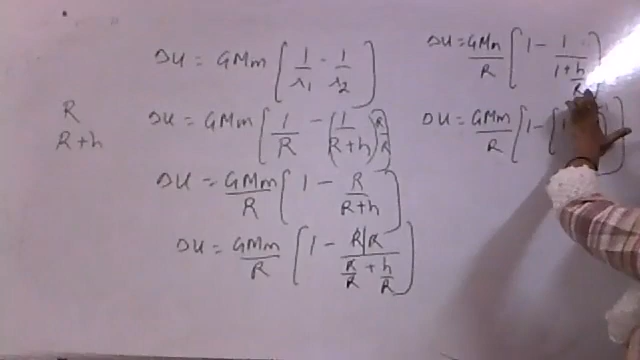 ΔU = GMm [ 1/r₁ - 1/r₂ ]
R
R+h
ΔU = GMm [ 1/R - (1/R+h) R/R ]
ΔU = GMm/R [ 1 - R/R+h ]
ΔU = GMm/R [ 1 - R/R / R/R + h/R ]
ΔU = GMm/R [ 1 - 1/1+h/R ]
ΔU = GMm/R [ 1 - [ 1